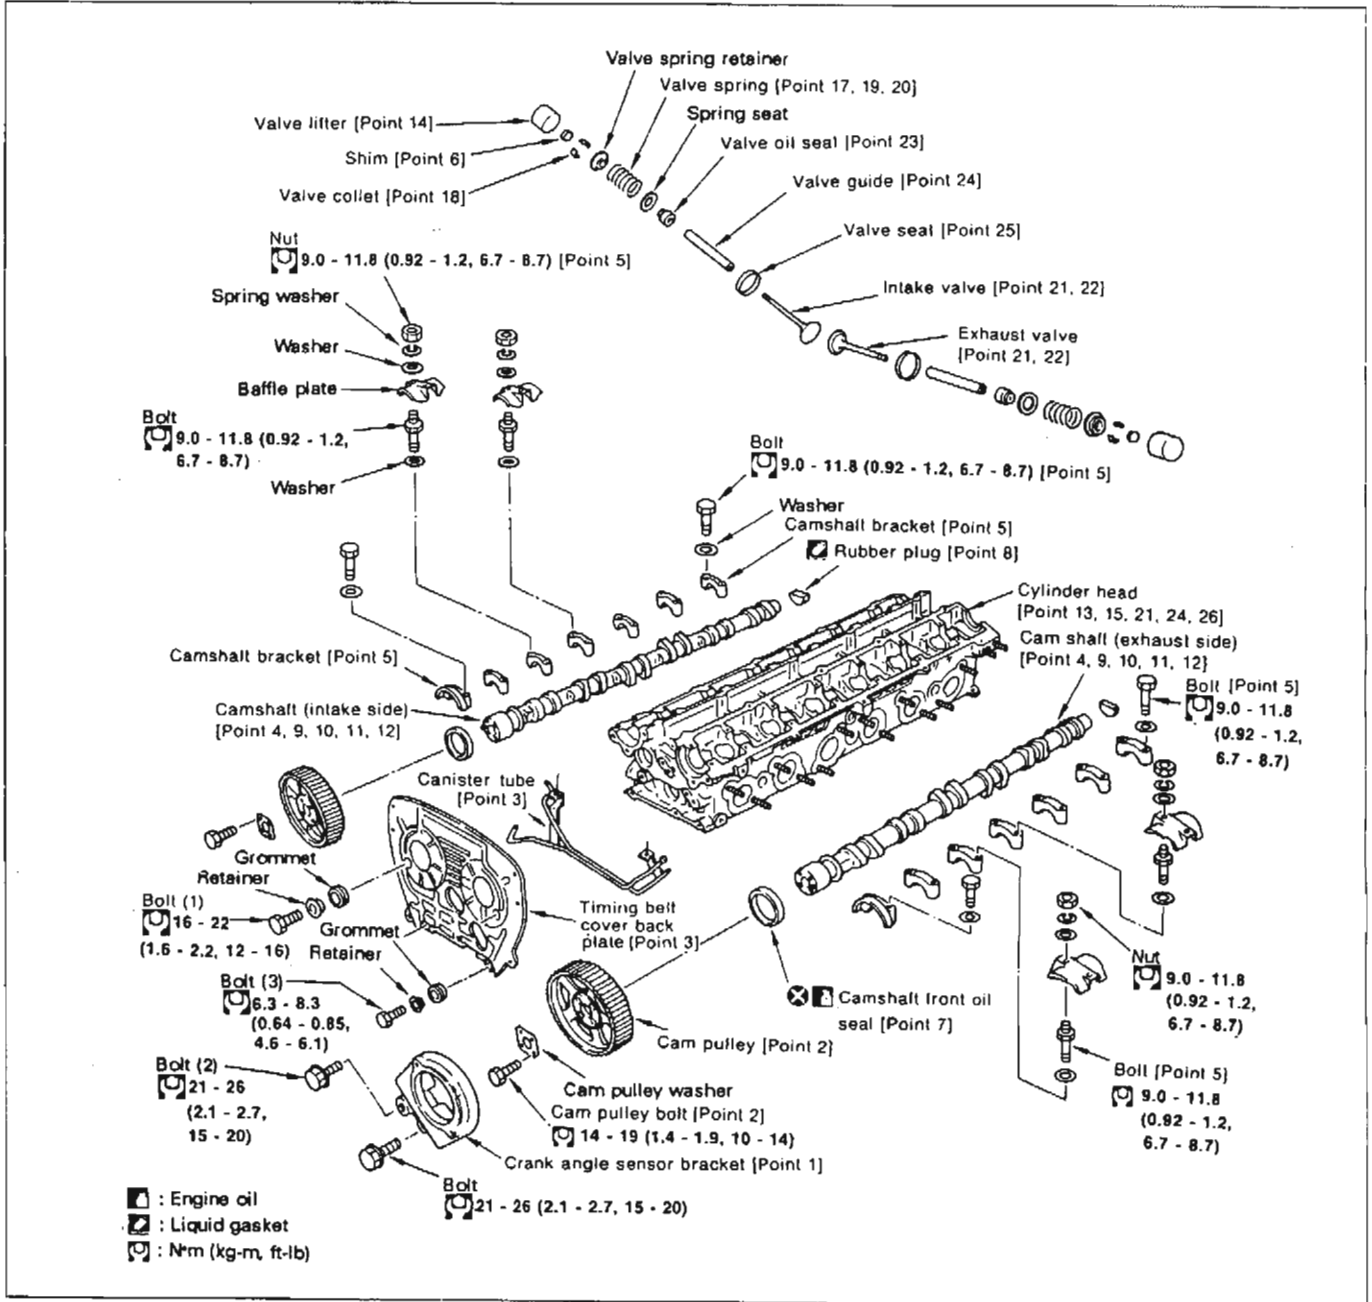 Valve spring retainer
Valve spring [Point 17, 19, 20]
Spring seat
Valve lifter [Point 14]
Valve oil seal [Point 23]
Shim [Point 6]
Valve guide [Point 24]
Valve collet [Point 18]
Valve seat [Point 25]
Nut
9.0 - 11.8 (0.92 - 1.2, 6.7 - 8.7) [Point 5]
Intake valve [Point 21, 22]
Spring washer
Exhaust valve
[Point 21, 22]
Washer
Baffle plate
Bolt
9.0 - 11.8 (0.92 - 1.2,
6.7 - 8.7)
Washer
Bolt
9.0 - 11.8 (0.92 - 1.2, 6.7 - 8.7) [Point 5]
Washer
Camshaft bracket [Point 5]
Rubber plug [Point 8]
Cylinder head
[Point 13, 15, 21, 24, 26]
Cam shaft (exhaust side)
[Point 4, 9, 10, 11, 12]
Camshaft bracket [Point 5]
Bolt [Point 5]
9.0 - 11.8
(0.92 - 1.2,
6.7 - 8.7)
Camshaft (intake side)
[Point 4, 9, 10, 11, 12]
Canister tube
[Point 3]
Grommet
Retainer
Bolt (1)
16 - 22
(1.6 - 2.2, 12 - 16)
Timing belt
cover back
plate [Point 3]
Grommet
Retainer
Bolt (3)
6.3 - 8.3
(0.64 - 0.85,
4.6 - 6.1)
Nut
9.0 - 11.8
(0.92 - 1.2,
6.7 - 8.7)
Camshaft front oil
seal [Point 7]
Cam pulley [Point 2]
Bolt (2)
21 - 26
(2.1 - 2.7,
15 - 20)
Cam pulley washer
Cam pulley bolt [Point 2]
14 - 19 (1.4 - 1.9, 10 - 14)
Bolt [Point 5]
9.0 - 11.8
(0.92 - 1.2,
6.7 - 8.7)
Crank angle sensor bracket [Point 1]
Bolt
21 - 26 (2.1 - 2.7, 15 - 20)
: Engine oil
: Liquid gasket
: N•m (kg-m, ft-lb)